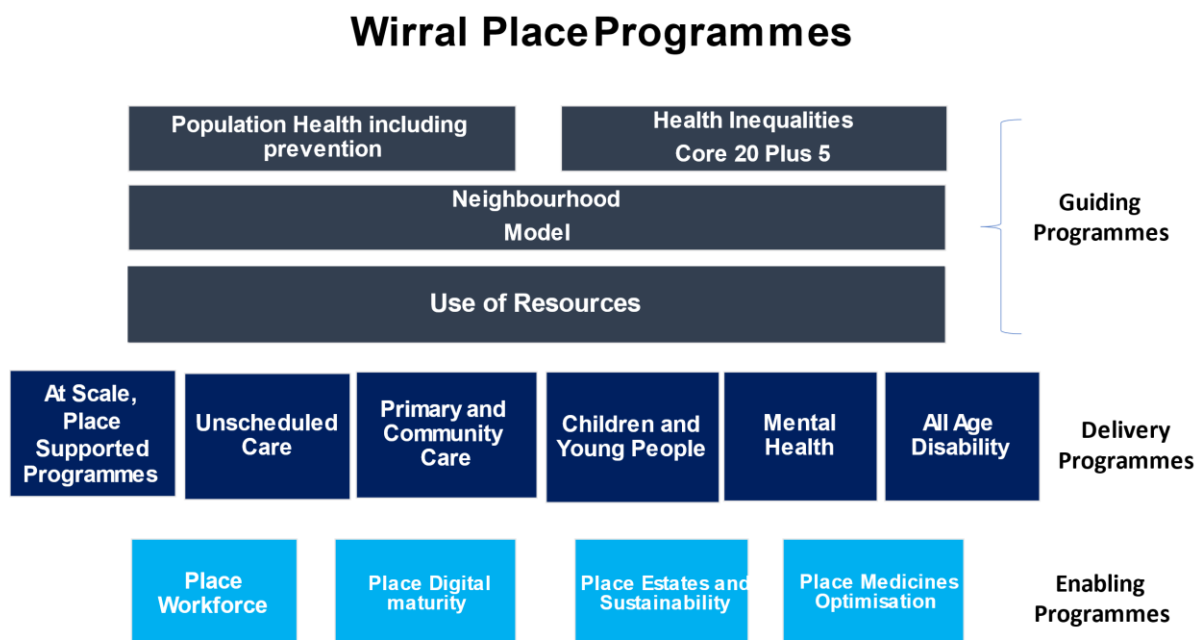 Wirral Place Programmes
Population Health including
prevention
Health Inequalities
Core 20 Plus 5
Neighbourhood
Model
Guiding
Programmes
Use of Resources
At Scale,
Place
Supported
Programmes
Unscheduled
Care
Primary and
Community
Care
Children and
Young People
Mental
Health
All Age
Disability
Delivery
Programmes
Place
Workforce
Place Digital
maturity
Place Estates and
Sustainability
Place Medicines
Optimisation
Enabling
Programmes